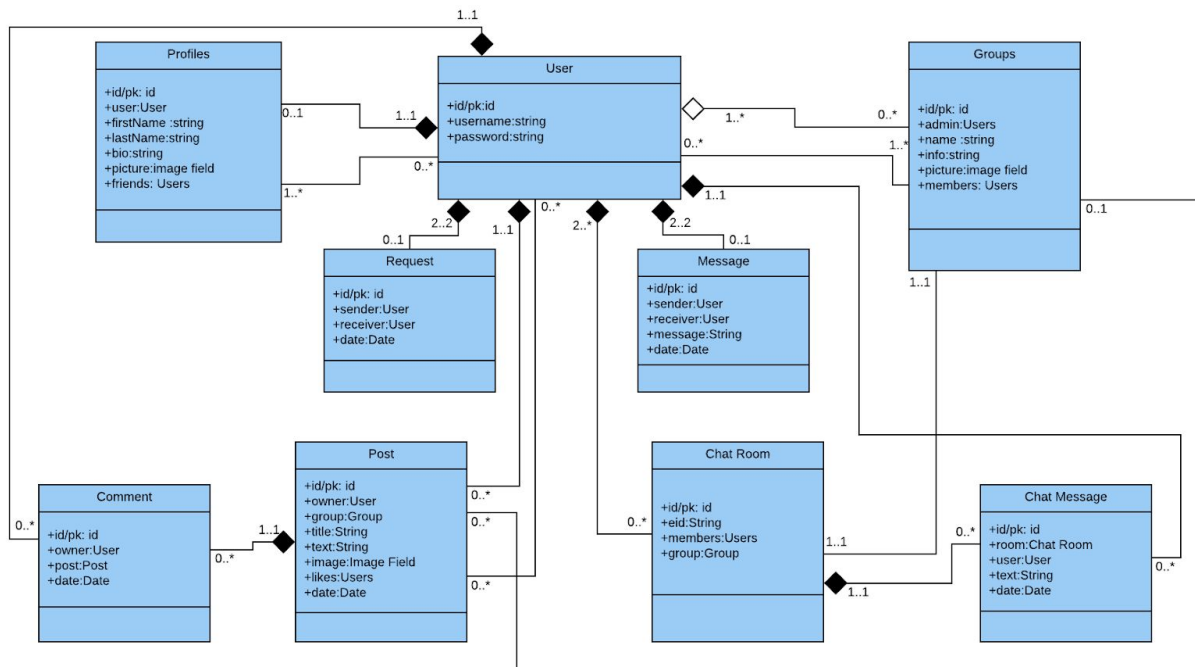 1..1
Profiles
+id/pk: id
+user:User
+firstName :string
+lastName:string
+bio:string
+picture:image field
+friends: Users
0..1
1..1
1..*
0..*
User
+id/pk:id
+username:string
+password:string
1..*
0..*
0..*
1..*
Groups
+id/pk: id
+admin:Users
+name :string
+info:string
+picture:image field
+members: Users
0..1
1..1
1..1
2..2
0..1
1..1
0..*
2..*
2..2
0..1
Request
+id/pk: id
+sender:User
+receiver:User
+date:Date
Message
+id/pk: id
+sender:User
+receiver:User
+message:String
+date:Date
Comment
+id/pk: id
+owner:User
+post:Post
+date:Date
0..*
0..*
1..1
Post
+id/pk: id
+owner:User
+group:Group
+title:String
+text:String
+image:Image Field
+likes:Users
+date:Date
0..*
0..*
0..*
0..*
Chat Room
+id/pk: id
+eid:String
+members:Users
+group:Group
1..1
1..1
0..*
Chat Message
+id/pk: id
+room:Chat Room
+user:User
+text:String
+date:Date
0..*